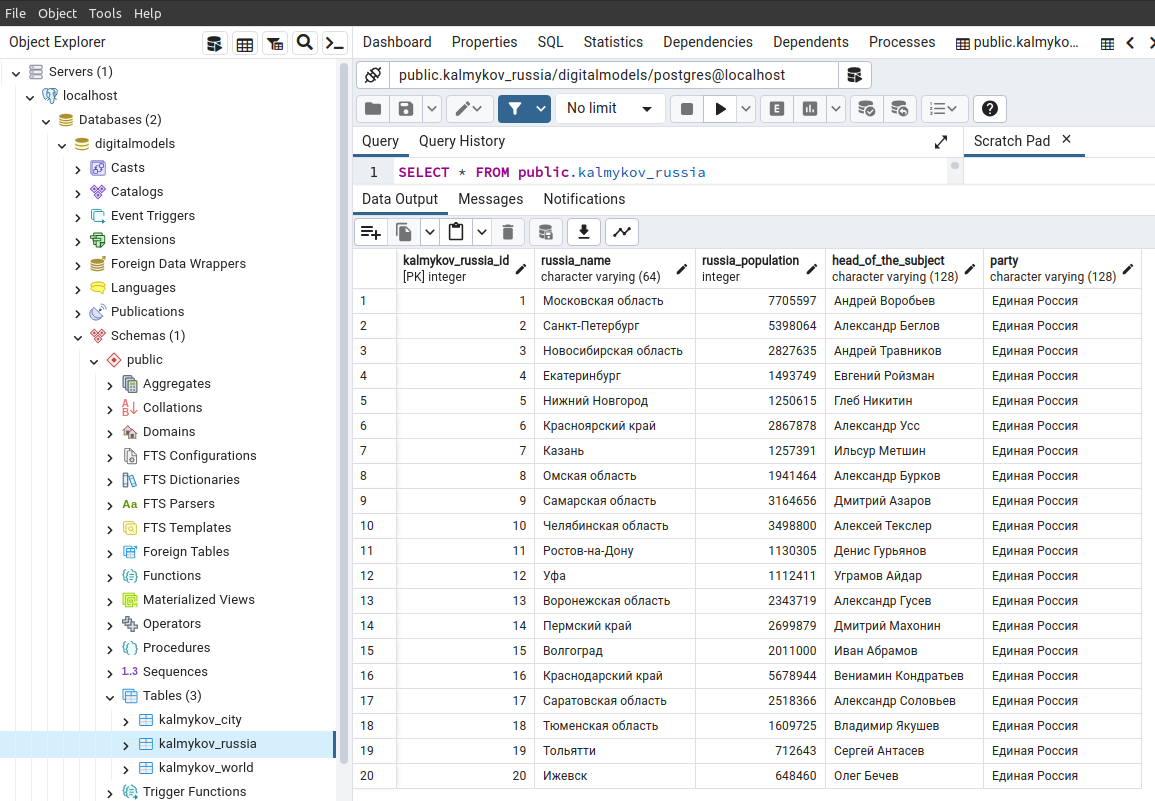 File Object Tools Help
Object Explorer
Dashboard Properties SQL Statistics Dependencies Dependents Processes public.kalmyko...
Servers (1)
localhost
Databases (2)
digitalmodels
Casts
Catalogs
Event Triggers
Extensions
Foreign Data Wrappers
Languages
Publications
Schemas (1)
public
Aggregates
Collations
Domains
FTS Configurations
FTS Dictionaries
Aa FTS Parsers
FTS Templates
Foreign Tables
Functions
Materialized Views
Operators
Procedures
1.3 Sequences
Tables (3)
kalmykov_city
kalmykov_russia
kalmykov_world
Trigger Functions
public.kalmykov_russia/digitalmodels/postgres@localhost
No limit
E
Query Query History
Scratch Pad
1 SELECT * FROM public.kalmykov_russia
Data Output Messages Notifications
kalmykov_russia_id russia_name russia_population head_of_the_subject party
[PK] integer character varying (64) integer character varying (128) character varying (128)
1 1 Московская область 7705597 Андрей Воробьев Единая Россия
2 2 Санкт-Петербург 5398064 Александр Беглов Единая Россия
3 3 Новосибирская область 2827635 Андрей Травников Единая Россия
4 4 Екатеринбург 1493749 Евгений Ройзман Единая Россия
5 5 Нижний Новгород 1250615 Глеб Никитин Единая Россия
6 6 Красноярский край 2867878 Александр Усс Единая Россия
7 7 Казань 1257391 Ильсур Метшин Единая Россия
8 8 Омская область 1941464 Александр Бурков Единая Россия
9 9 Самарская область 3164656 Дмитрий Азаров Единая Россия
10 10 Челябинская область 3498800 Алексей Текслер Единая Россия
11 11 Ростов-на-Дону 1130305 Денис Гурьянов Единая Россия
12 12 Уфа 1112411 Уграмов Айдар Единая Россия
13 13 Воронежская область 2343719 Александр Гусев Единая Россия
14 14 Пермский край 2699879 Дмитрий Махонин Единая Россия
15 15 Волгоград 2011000 Иван Абрамов Единая Россия
16 16 Краснодарский край 5678944 Вениамин Кондратьев Единая Россия
17 17 Саратовская область 2518366 Александр Соловьев Единая Россия
18 18 Тюменская область 1609725 Владимир Якушев Единая Россия
19 19 Тольятти 712643 Сергей Антасев Единая Россия
20 20 Ижевск 648460 Олег Бечев Единая Россия